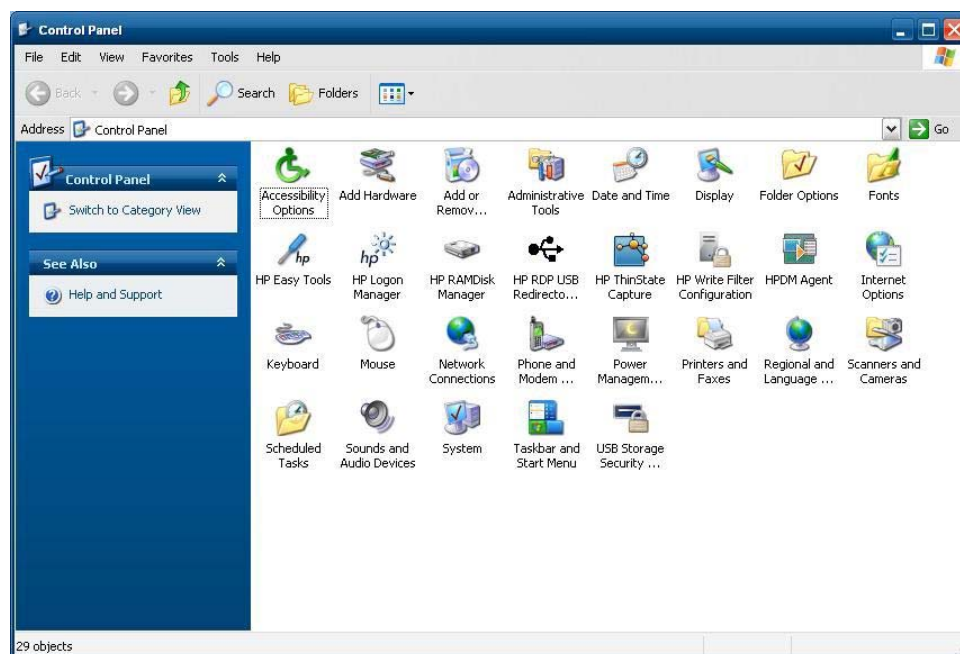 Control Panel
File Edit View Favorites Tools Help
Back Search Folders
Address Control Panel Go
Control Panel
Switch to Category View
See Also
Help and Support
Accessibility Options
Add Hardware
Add or Remov...
Administrative Tools
Date and Time
Display
Folder Options
Fonts
hp
HP Easy Tools
hp
HP Logon Manager
HP RAMDisk Manager
HP RDP USB Redirecto...
HP ThinState Capture
HP Write Filter Configuration
HPDM Agent
Internet Options
Keyboard
Mouse
Network Connections
Phone and Modem ...
Power Managem...
Printers and Faxes
Regional and Language ...
Scanners and Cameras
Scheduled Tasks
Sounds and Audio Devices
System
Taskbar and Start Menu
USB Storage Security ...
29 objects